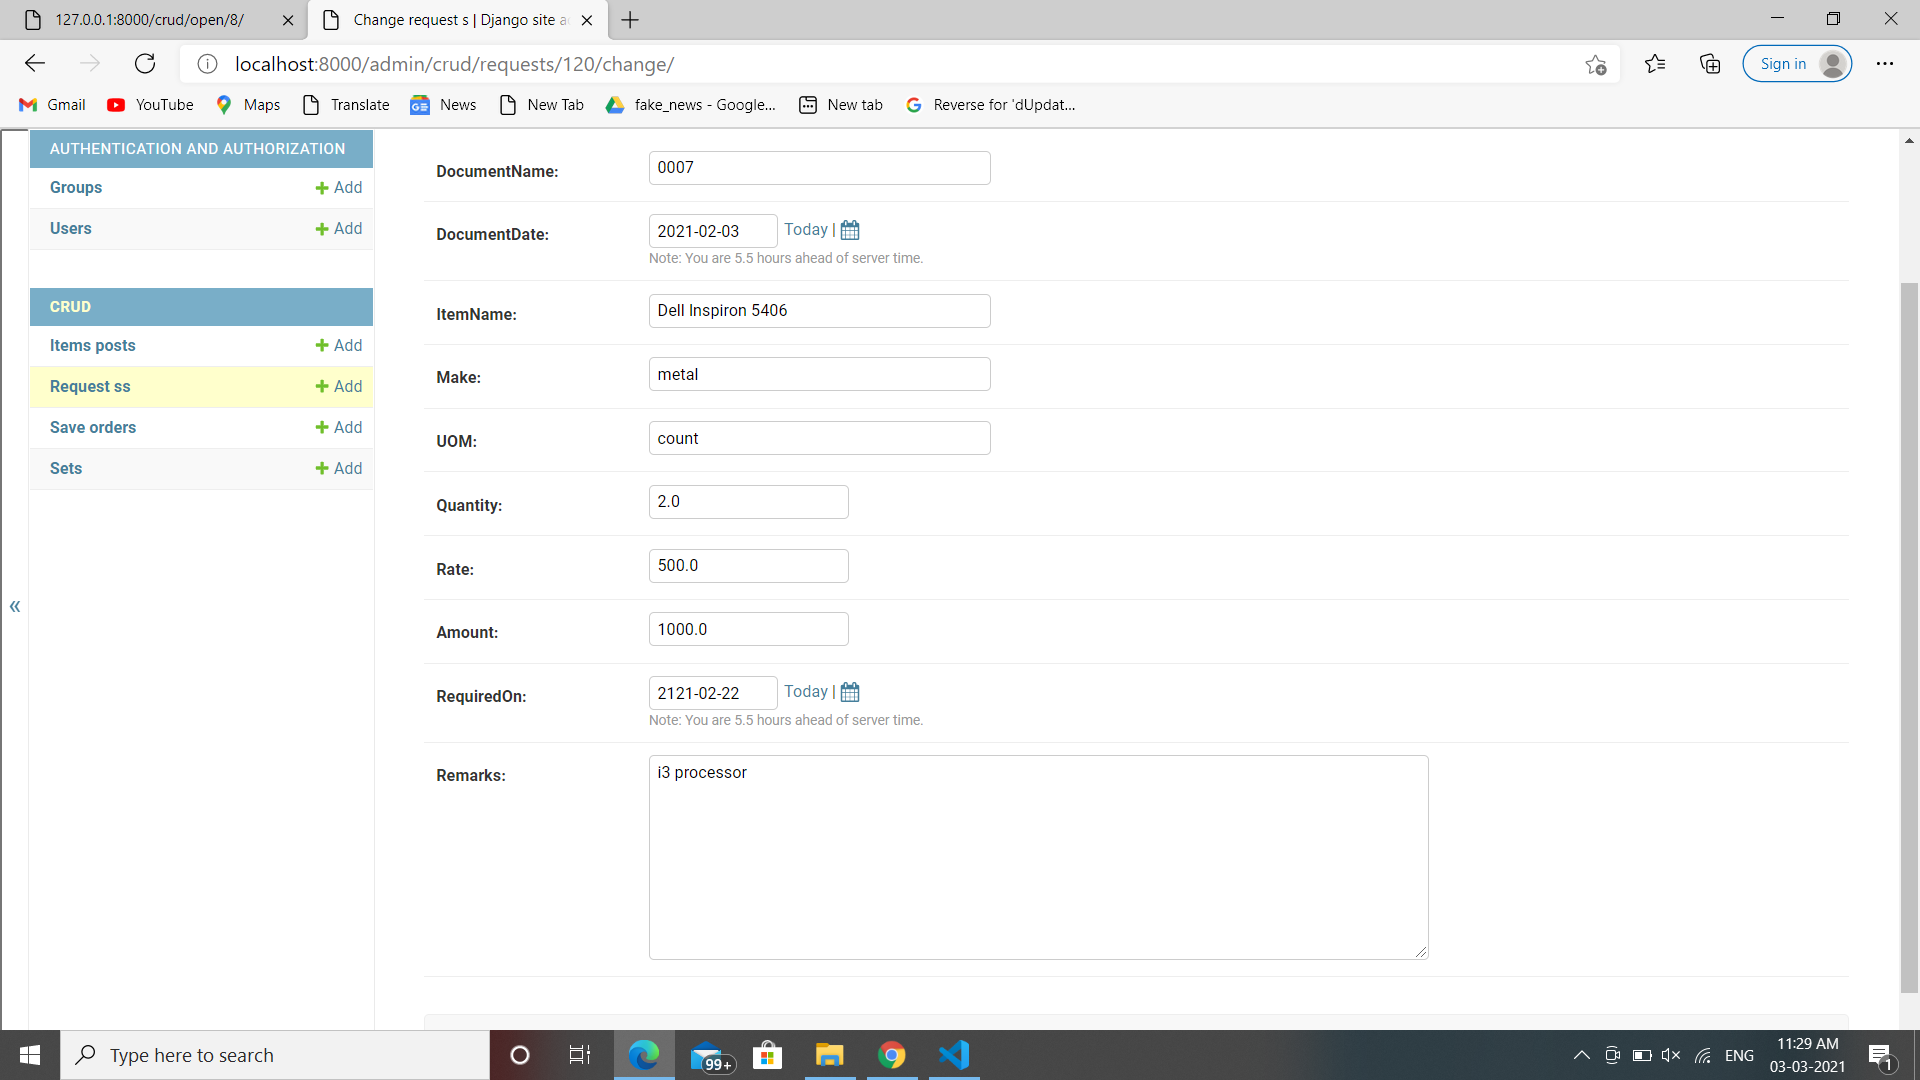 127.0.0.1:8000/crud/open/8/
Change request s | Django site a
localhost:8000/admin/crud/requests/120/change/
Sign in
Gmail YouTube Maps Translate News New Tab fake_news - Google... New tab Reverse for 'dUpdat...
AUTHENTICATION AND AUTHORIZATION
Groups Add
Users Add
CRUD
Items posts Add
Request ss Add
Save orders Add
Sets Add
«
DocumentName: 0007
DocumentDate: 2021-02-03 Today |
Note: You are 5.5 hours ahead of server time.
ItemName: Dell Inspiron 5406
Make: metal
UOM: count
Quantity: 2.0
Rate: 500.0
Amount: 1000.0
RequiredOn: 2121-02-22 Today |
Note: You are 5.5 hours ahead of server time.
Remarks: i3 processor
Type here to search
99+
ENG
11:29 AM
03-03-2021
1